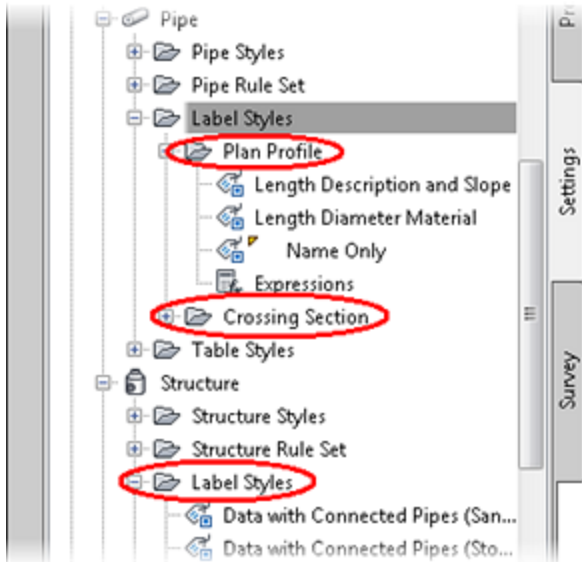 Pipe
Pipe Styles
Pipe Rule Set
Label Styles
Plan Profile
Length Description and Slope
Length Diameter Material
Name Only
Expressions
Crossing Section
Table Styles
Structure
Structure Styles
Structure Rule Set
Label Styles
Data with Connected Pipes (San...
Data with Connected Pipes (Sto...
Settings
Survey